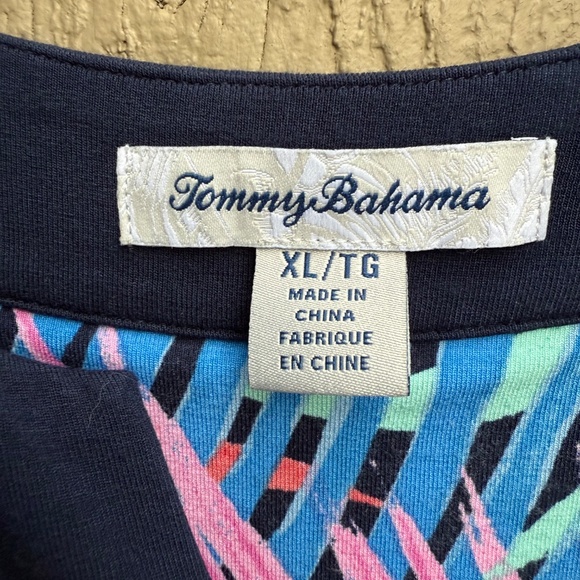 Tommy Bahama
XL/TG
MADE IN
CHINA
FABRIQUE
EN CHINE